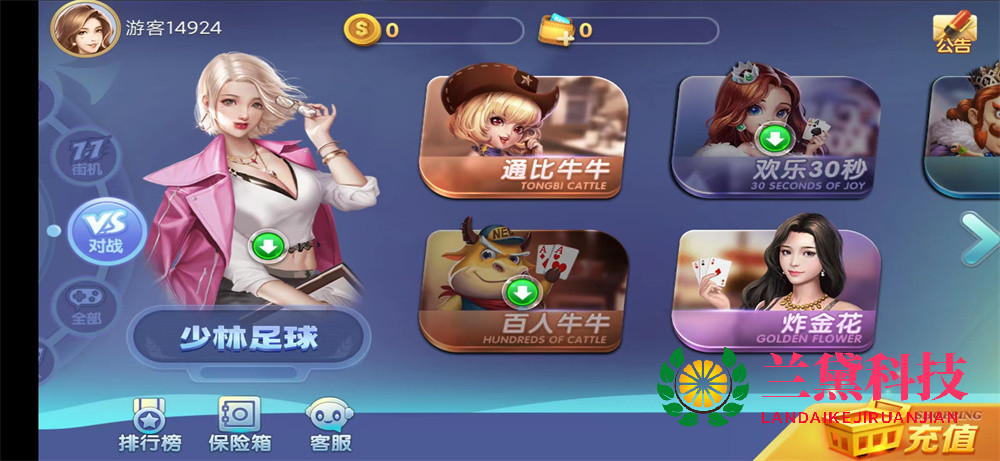 游客14924
0
0
公告
7-7
街机
VS
对战
全部
少林足球
通比牛牛
TONGBI CATTLE
欢乐30秒
30 SECONDS OF JOY
NEC
百人牛牛
HUNDREDS OF CATTLE
炸金花
GOLDEN FLOWER
兰黛科技
LANDAIKEJIRUANJIAN
排行榜
保险箱
客服
充值